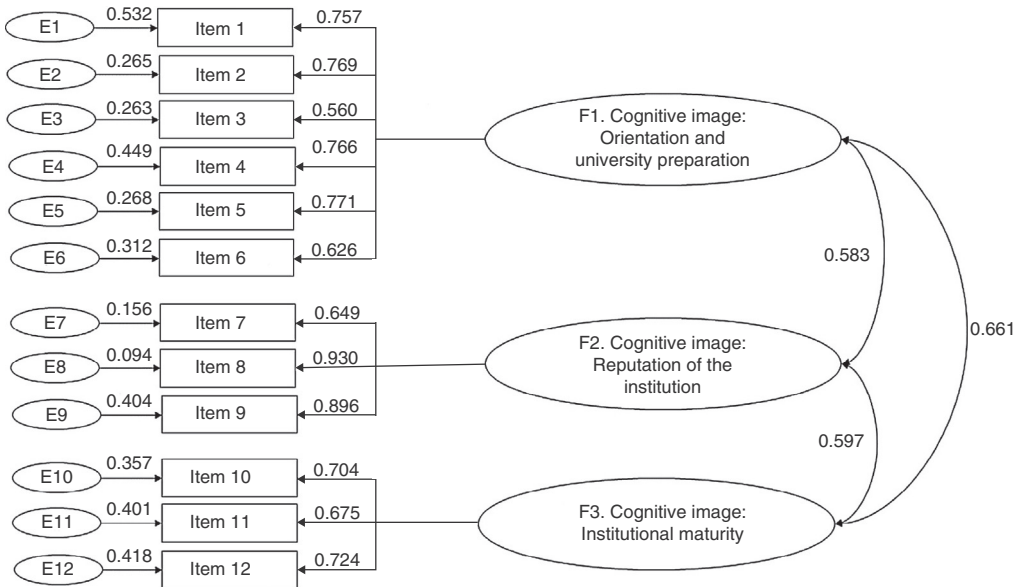 E1 0.532 Item 1 0.757
E2 0.265 Item 2 0.769
E3 0.263 Item 3 0.560
E4 0.449 Item 4 0.766
E5 0.268 Item 5 0.771
E6 0.312 Item 6 0.626
F1. Cognitive image:
Orientation and
university preparation
0.583
0.661
E7 0.156 Item 7 0.649
E8 0.094 Item 8 0.930
E9 0.404 Item 9 0.896
F2. Cognitive image:
Reputation of the
institution
0.597
E10 0.357 Item 10 0.704
E11 0.401 Item 11 0.675
E12 0.418 Item 12 0.724
F3. Cognitive image:
Institutional maturity